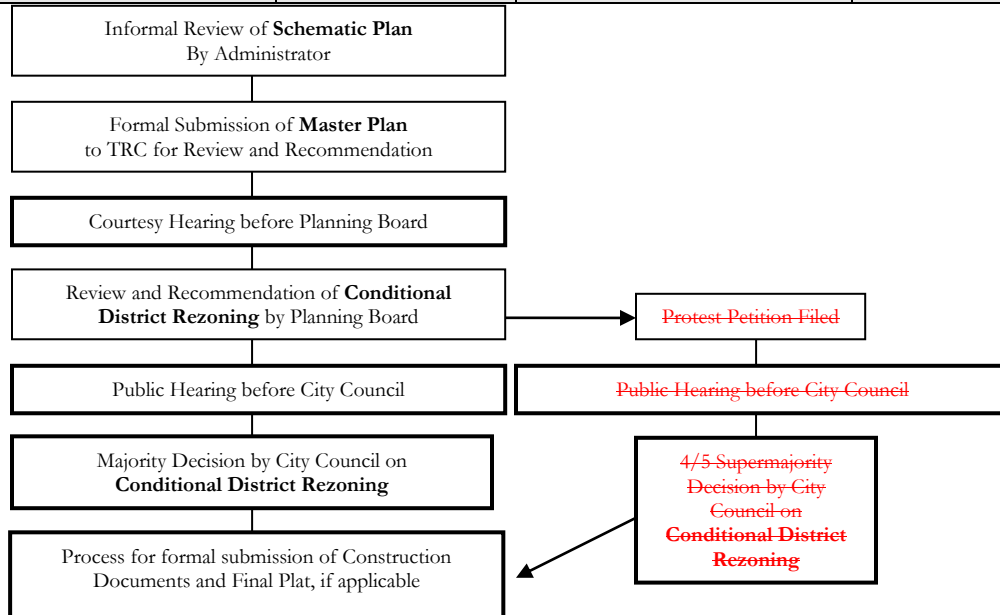 Informal Review of Schematic Plan
By Administrator
Formal Submission of Master Plan
to TRC for Review and Recommendation
Courtesy Hearing before Planning Board
Review and Recommendation of Conditional
District Rezoning by Planning Board
Protest Petition Filed
Public Hearing before City Council
Public Hearing before City Council
Majority Decision by City Council on
Conditional District Rezoning
4/5 Supermajority
Decision by City
Council on
Conditional District
Rezoning
Process for formal submission of Construction
Documents and Final Plat, if applicable